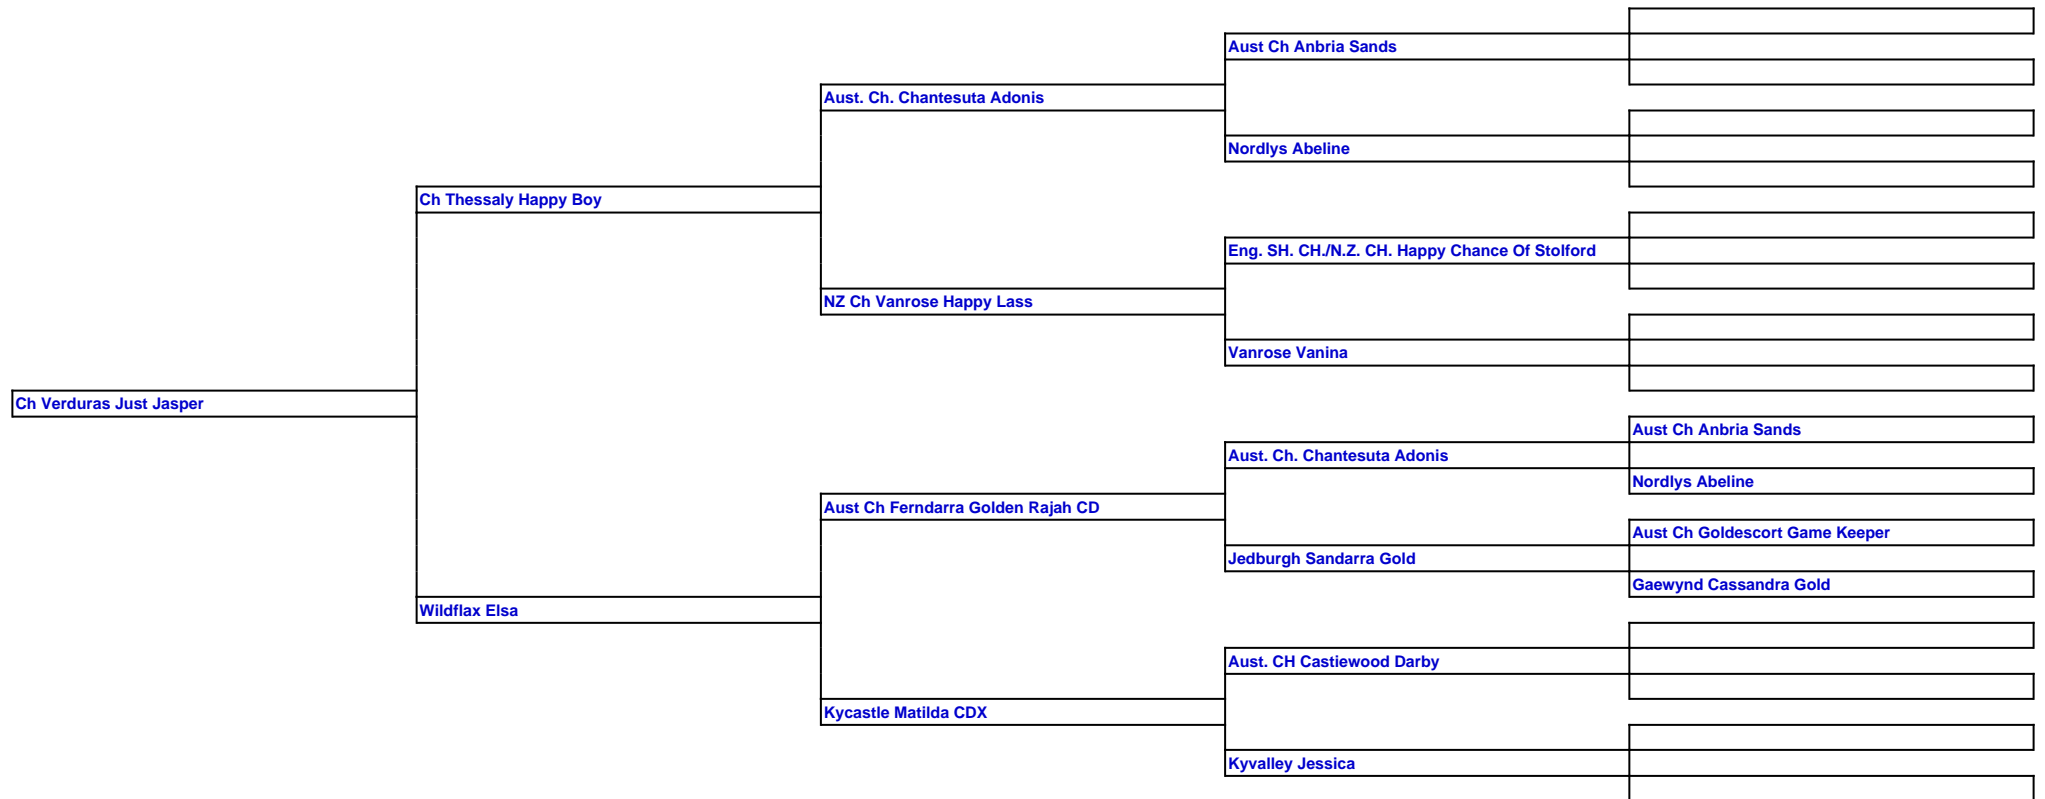 Aust Ch Anbria Sands
Aust. Ch. Chantesuta Adonis
Nordlys Abeline
Ch Thessaly Happy Boy
Eng. SH. CH./N.Z. CH. Happy Chance Of Stolford
NZ Ch Vanrose Happy Lass
Vanrose Vanina
Ch Verduras Just Jasper
Aust Ch Anbria Sands
Aust. Ch. Chantesuta Adonis
Nordlys Abeline
Aust Ch Ferndarra Golden Rajah CD
Aust Ch Goldescort Game Keeper
Jedburgh Sandarra Gold
Gaewynd Cassandra Gold
Wildflax Elsa
Aust. CH Castiewood Darby
Kycastle Matilda CDX
Kyvalley Jessica